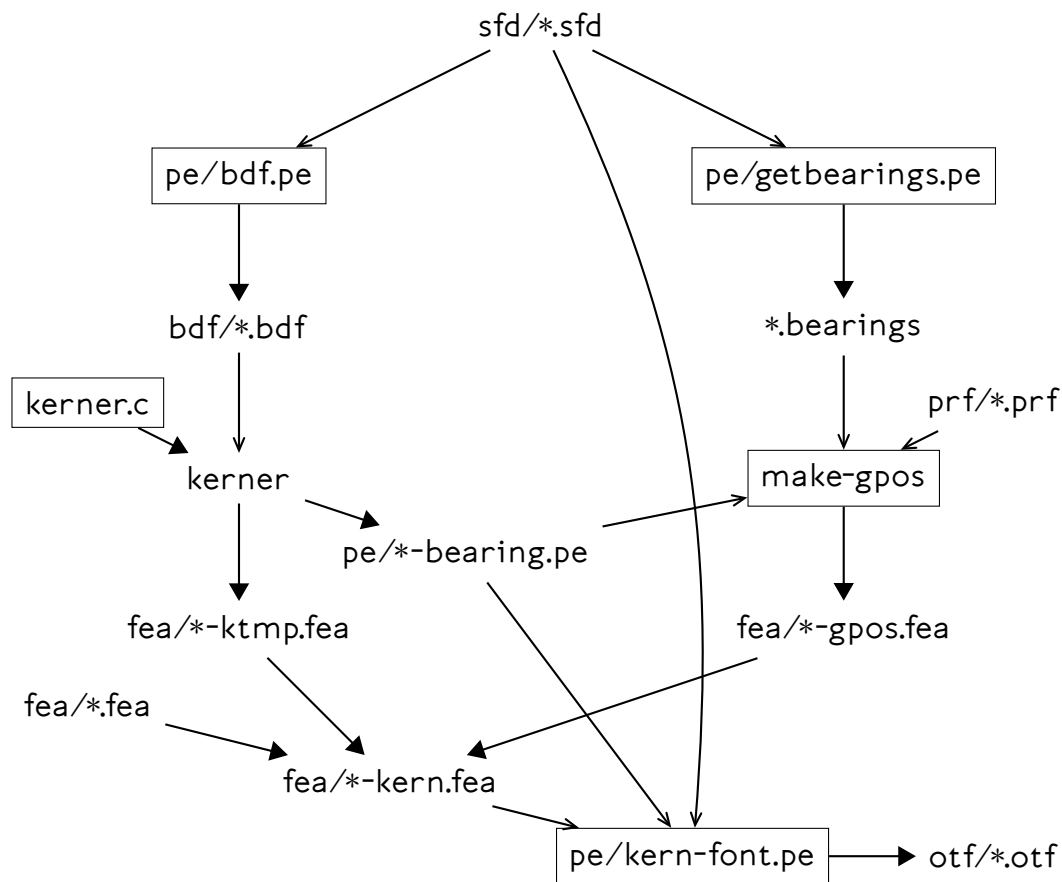 sfd/*.sfd
pe/bdf.pe
pe/getbearings.pe
bdf/*.bdf
*.bearings
kerner.c
prf/*.prf
kerner
make-gpos
pe/*-bearing.pe
fea/*-ktmp.fea
fea/*-gpos.fea
fea/*.fea
fea/*-kern.fea
pe/kern-font.pe
otf/*.otf